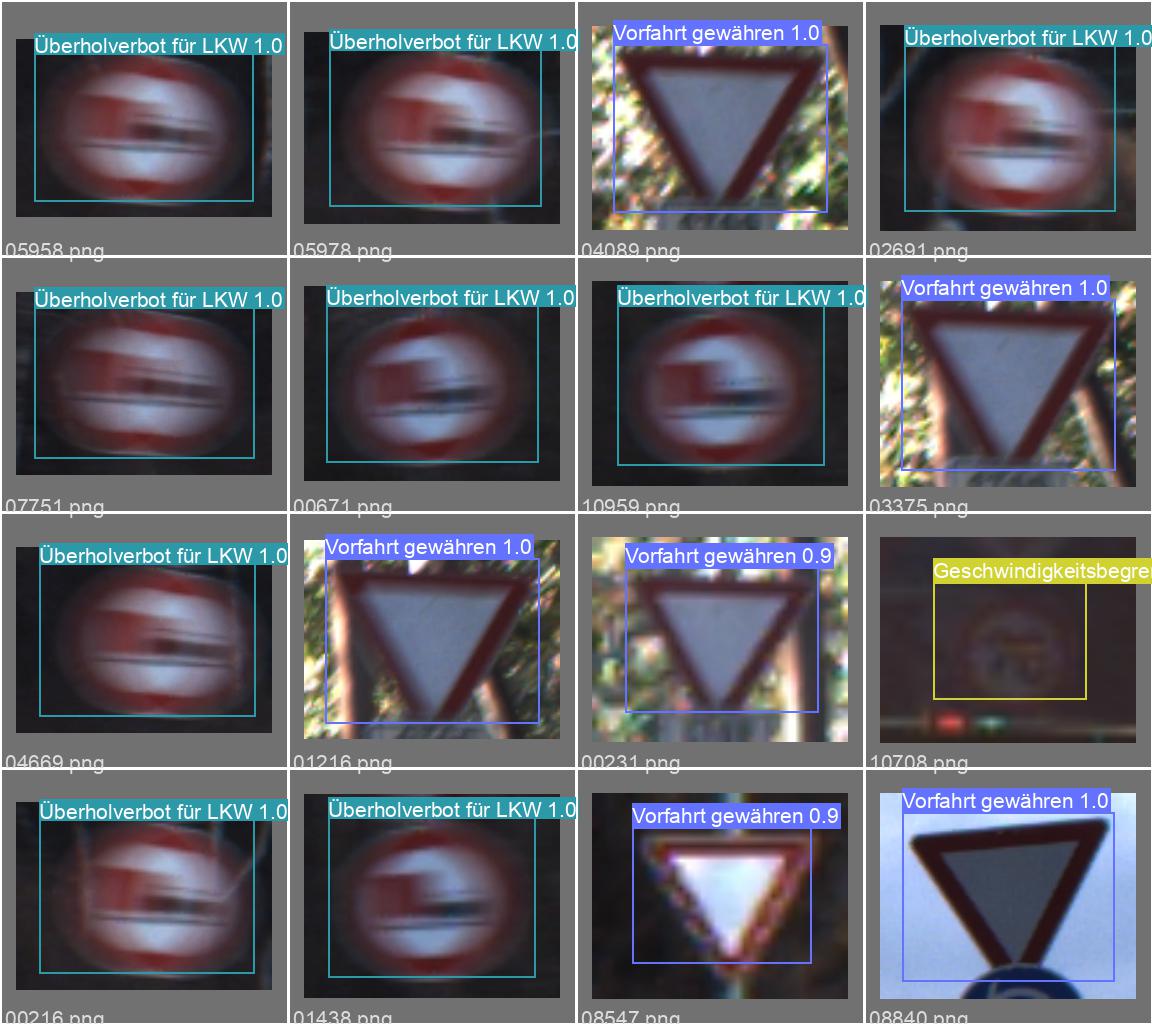 Überholverbot für LKW 1.0
Überholverbot für LKW 1.0
Vorfahrt gewähren 1.0
Überholverbot für LKW 1.0
05958.png
05978.png
04089.png
02691.png
Überholverbot für LKW 1.0
Überholverbot für LKW 1.0
Überholverbot für LKW 1.0
Vorfahrt gewähren 1.0
07751.png
00671.png
10959.png
03375.png
Überholverbot für LKW 1.0
Vorfahrt gewähren 1.0
Vorfahrt gewähren 0.9
Geschwindigkeitsbegre
04669.png
01216.png
00231.png
10708.png
Überholverbot für LKW 1.0
Überholverbot für LKW 1.0
Vorfahrt gewähren 0.9
Vorfahrt gewähren 1.0
00216.png
01438.png
08547.png
08840.png